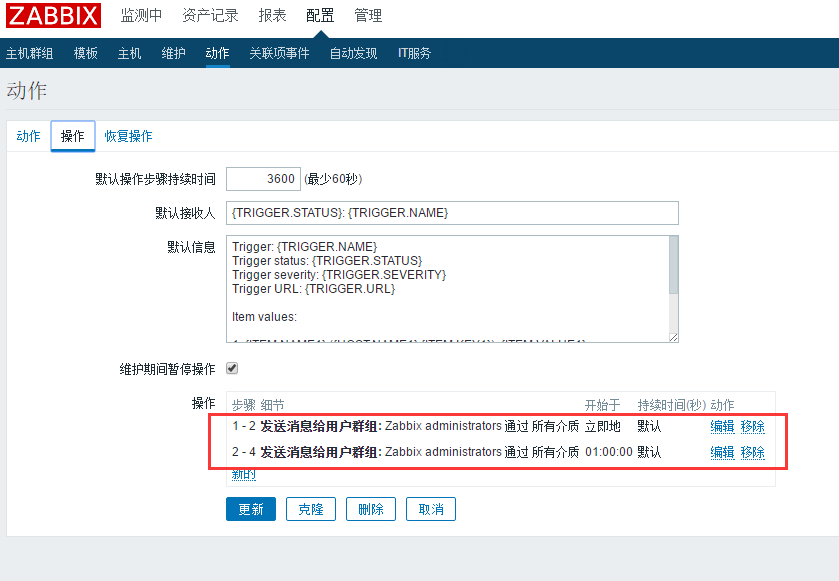 ZABBIX 监测中 资产记录 报表 配置 管理
主机群组 模板 主机 维护 动作 关联项事件 自动发现 IT服务
动作
动作 操作 恢复操作
默认操作步骤持续时间 3600 (最少60秒)
默认接收人 {TRIGGER.STATUS}: {TRIGGER.NAME}
默认信息 Trigger: {TRIGGER.NAME}
Trigger status: {TRIGGER.STATUS}
Trigger severity: {TRIGGER.SEVERITY}
Trigger URL: {TRIGGER.URL}
Item values:
维护期间暂停操作
操作 步骤 细节 开始于 持续时间(秒) 动作
1 - 2 发送消息给用户群组: Zabbix administrators 通过 所有介质 立即地 默认 编辑 移除
2 - 4 发送消息给用户群组: Zabbix administrators 通过 所有介质 01:00:00 默认 编辑 移除
新的
更新 克隆 删除 取消